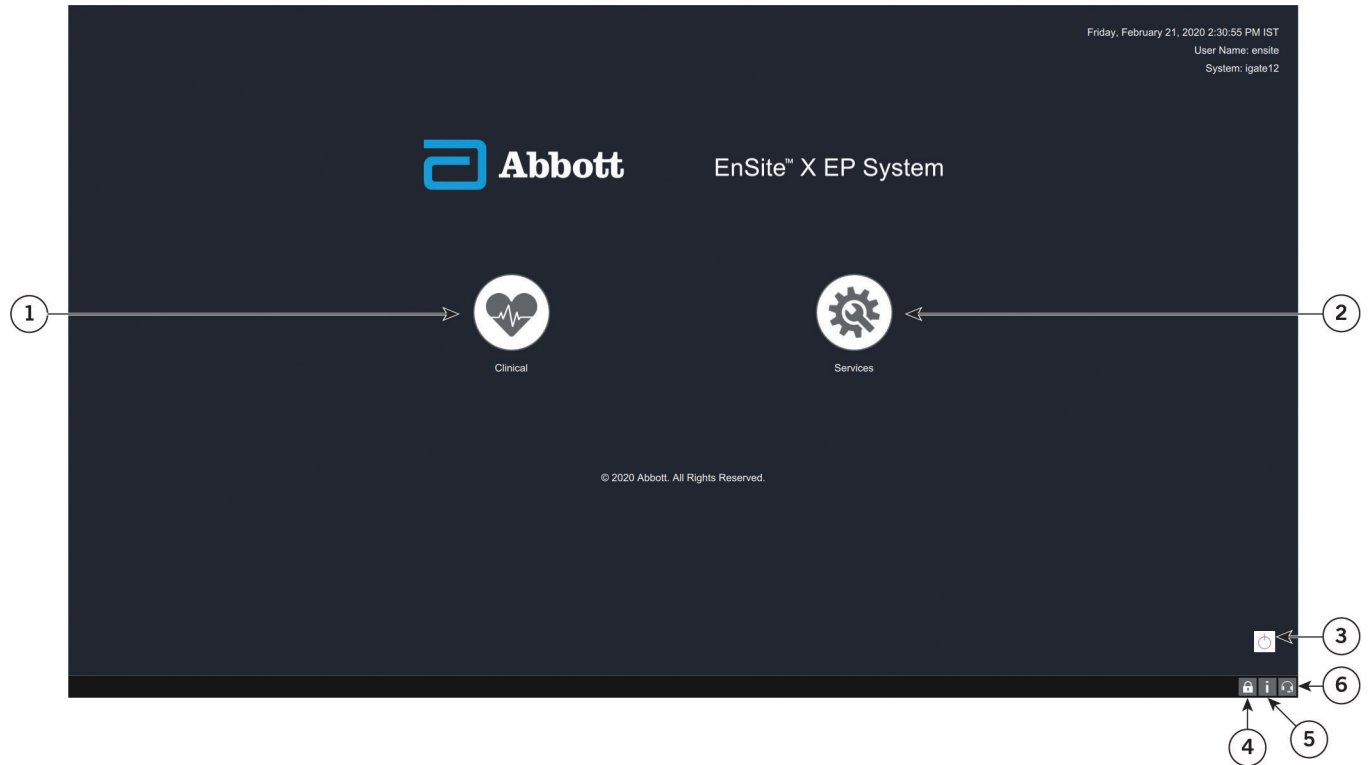 Friday, February 21, 2020 2:30:55 PM IST
User Name: ensite
System: igate12
Abbott
EnSite™ X EP System
1
2
Clinical
Services
© 2020 Abbott. All Rights Reserved.
3
i
6
4
5